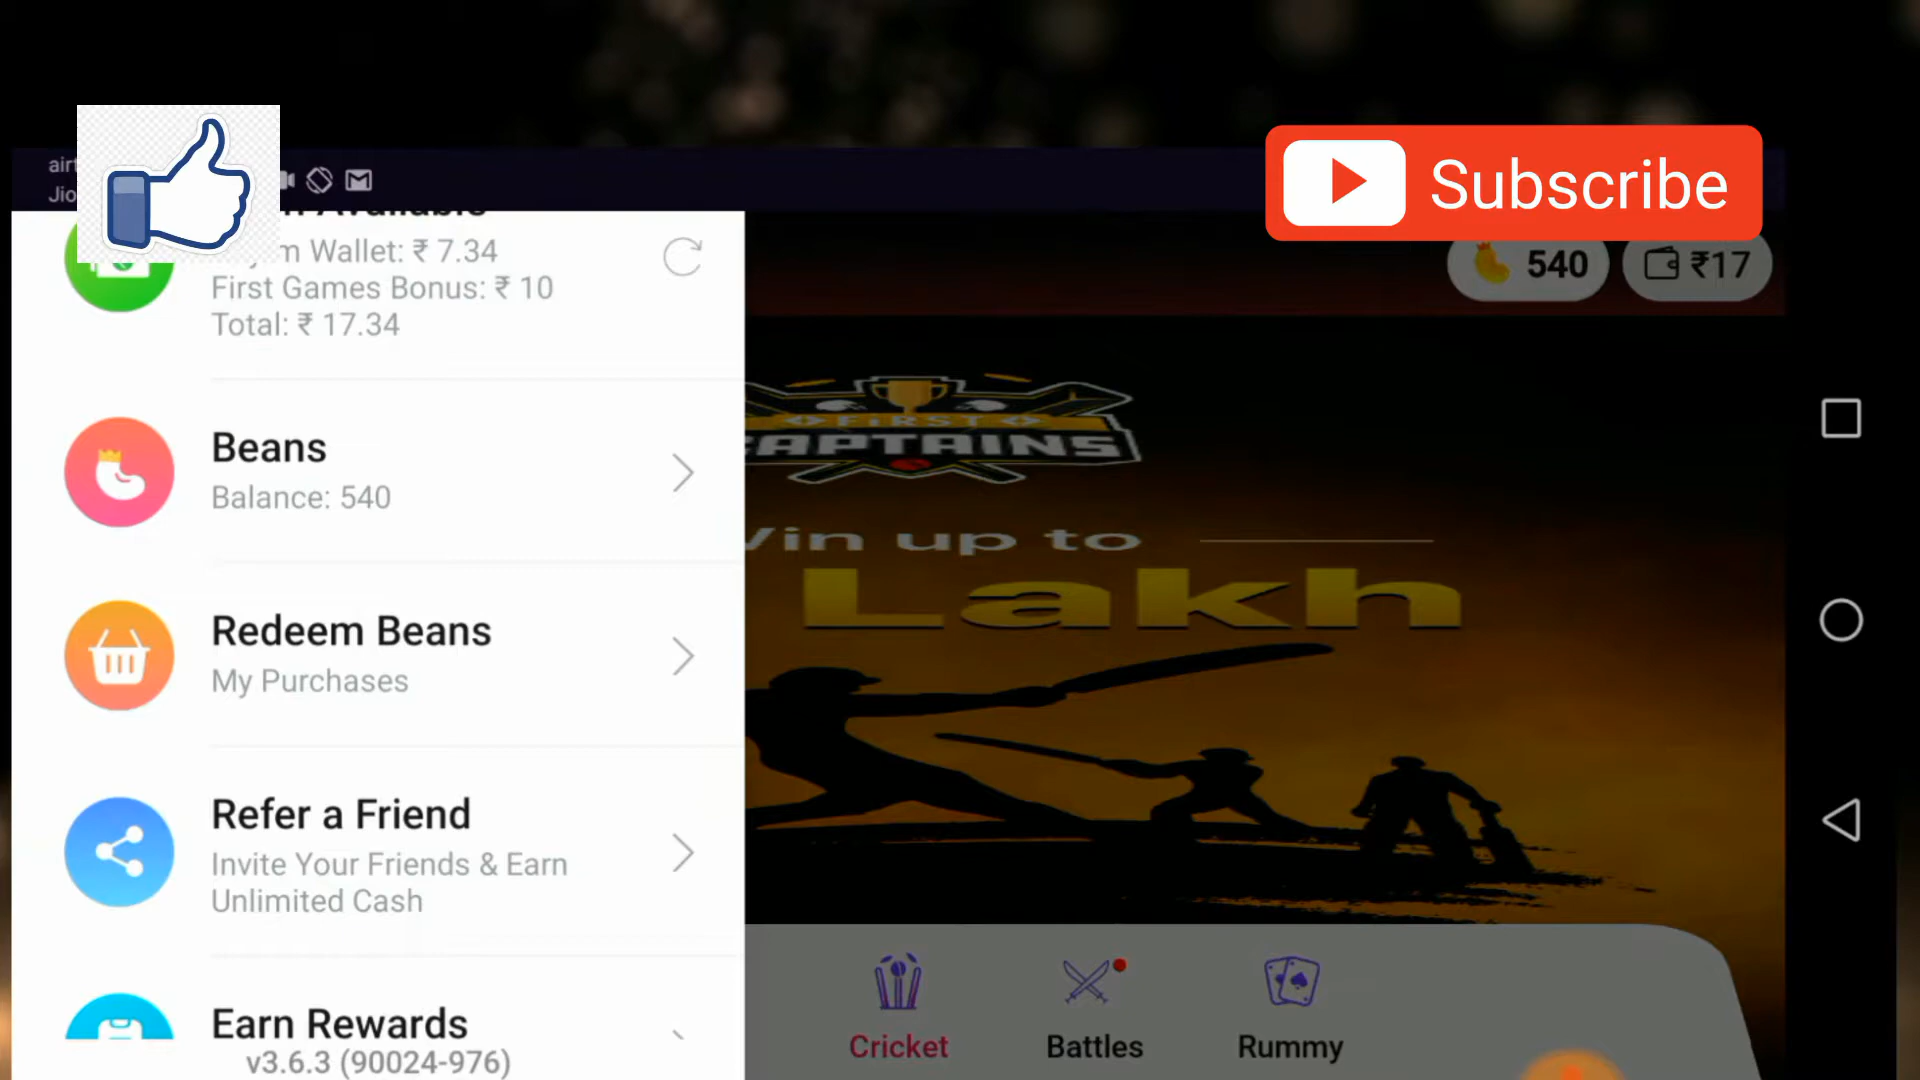 Subscribe
m Wallet: ₹ 7.34
First Games Bonus: ₹ 10
Total: ₹ 17.34
540
₹17
Beans
Balance: 540
FIRST
CAPTAINS
Win up to
Lakh
Redeem Beans
My Purchases
Refer a Friend
Invite Your Friends & Earn
Unlimited Cash
Earn Rewards
v3.6.3 (90024-976)
Cricket
Battles
Rummy